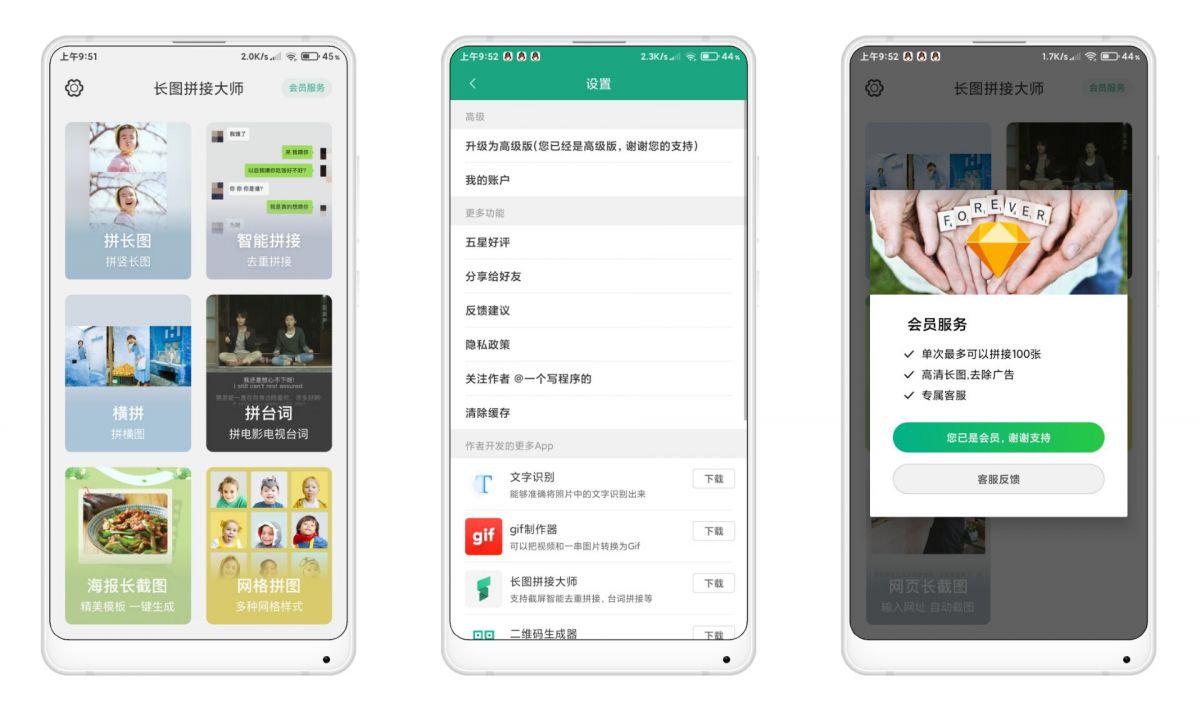 上午9:51
2.0K/s
45%
长图拼接大师
会员服务
我饿了
来,我喂你
以后我喂你吃饭好不好?
你 你 你是谁?
我是真的想喂你
为啥
拼长图
拼竖长图
智能拼接
去重拼接
横拼
拼横图
我还是放心不下呀!
I still can't rest assured.
拼台词
拼电影电视台词
海报长截图
精美模板 一键生成
网格拼图
多种网格样式
上午9:52
2.3K/s
44%
设置
高级
升级为高级版(您已经是高级版，谢谢您的支持)
我的账户
更多功能
五星好评
分享给好友
反馈建议
隐私政策
关注作者 @一个写程序的
清除缓存
作者开发的更多App
文字识别
能够准确将照片中的文字识别出来
下载
gif
gif制作器
可以把视频和一串图片转换为Gif
下载
长图拼接大师
支持截屏智能去重拼接，台词拼接等
下载
二维码生成器
下载
上午9:52
1.7K/s
44%
长图拼接大师
会员服务
FOREVER
会员服务
单次最多可以拼接100张
高清长图,去除广告
专属客服
您已是会员，谢谢支持
客服反馈
网页长截图
输入网址 自动截图